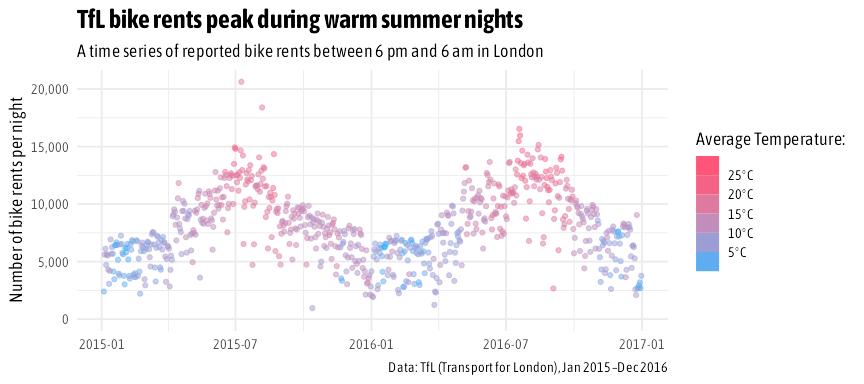 TfL bike rents peak during warm summer nights
A time series of reported bike rents between 6 pm and 6 am in London
Number of bike rents per night
20,000
15,000
10,000
5,000
0
2015-01
2015-07
2016-01
2016-07
2017-01
Average Temperature:
25°C
20°C
15°C
10°C
5°C
Data: TfL (Transport for London), Jan 2015–Dec 2016